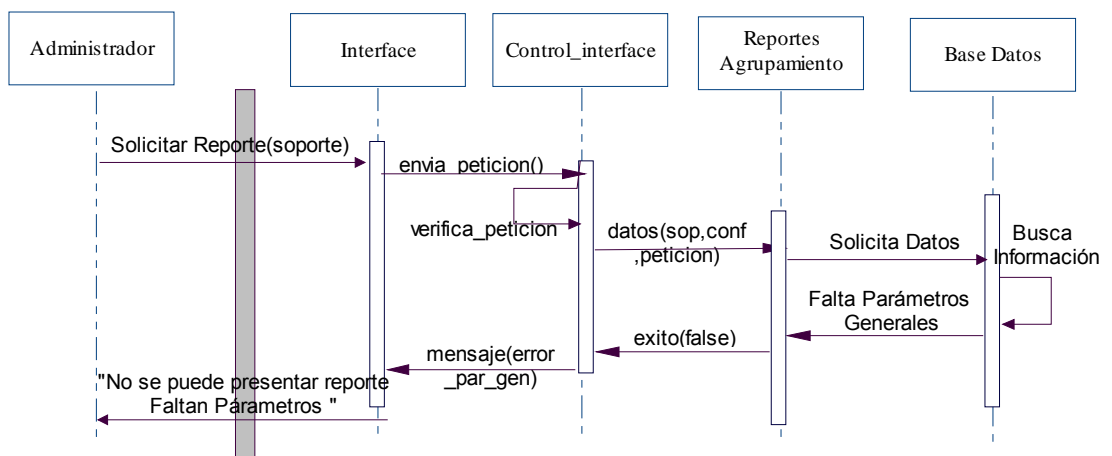 Administrador
Interface
Control_interface
Reportes
Agrupamiento
Base Datos
Solicitar Reporte(soporte)
envia_peticion()
verifica_peticion
datos(sop,conf
,peticion)
Solicita Datos
Busca
Información
Falta Parámetros
Generales
exito(false)
mensaje(error
_par_gen)
"No se puede presentar reporte
Faltan Párametros "